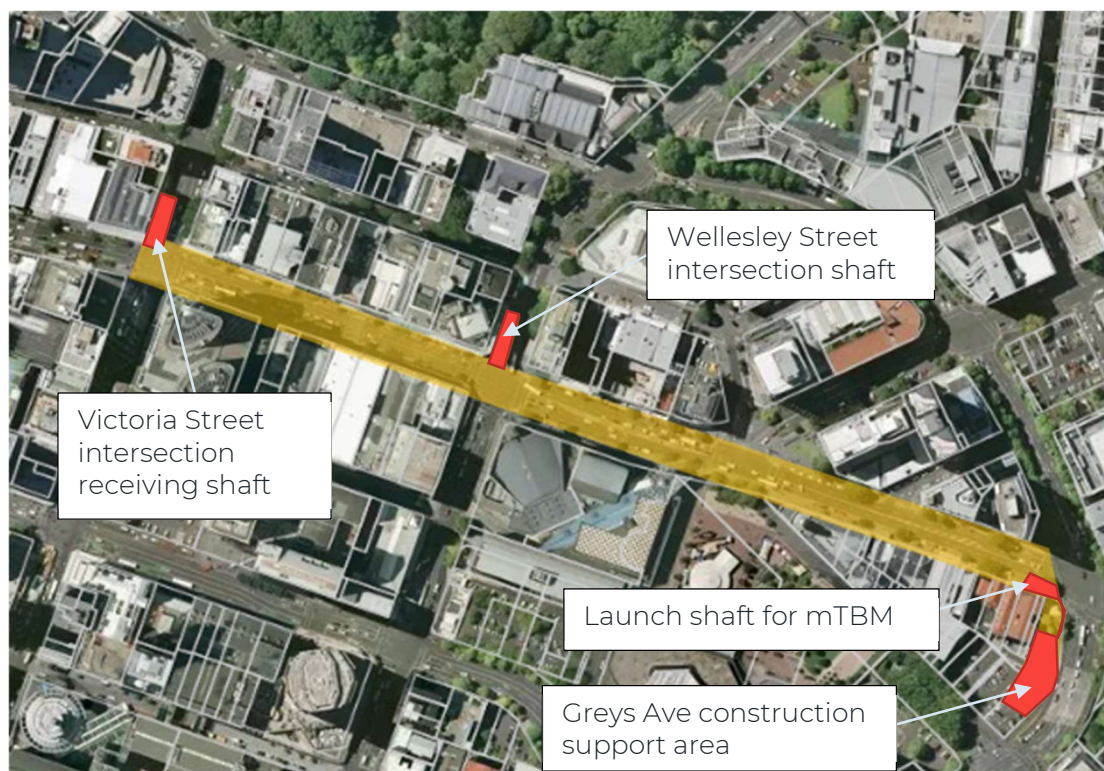 Wellesley Street
intersection shaft
Victoria Street
intersection
receiving shaft
Launch shaft for mTBM
Greys Ave construction
support area